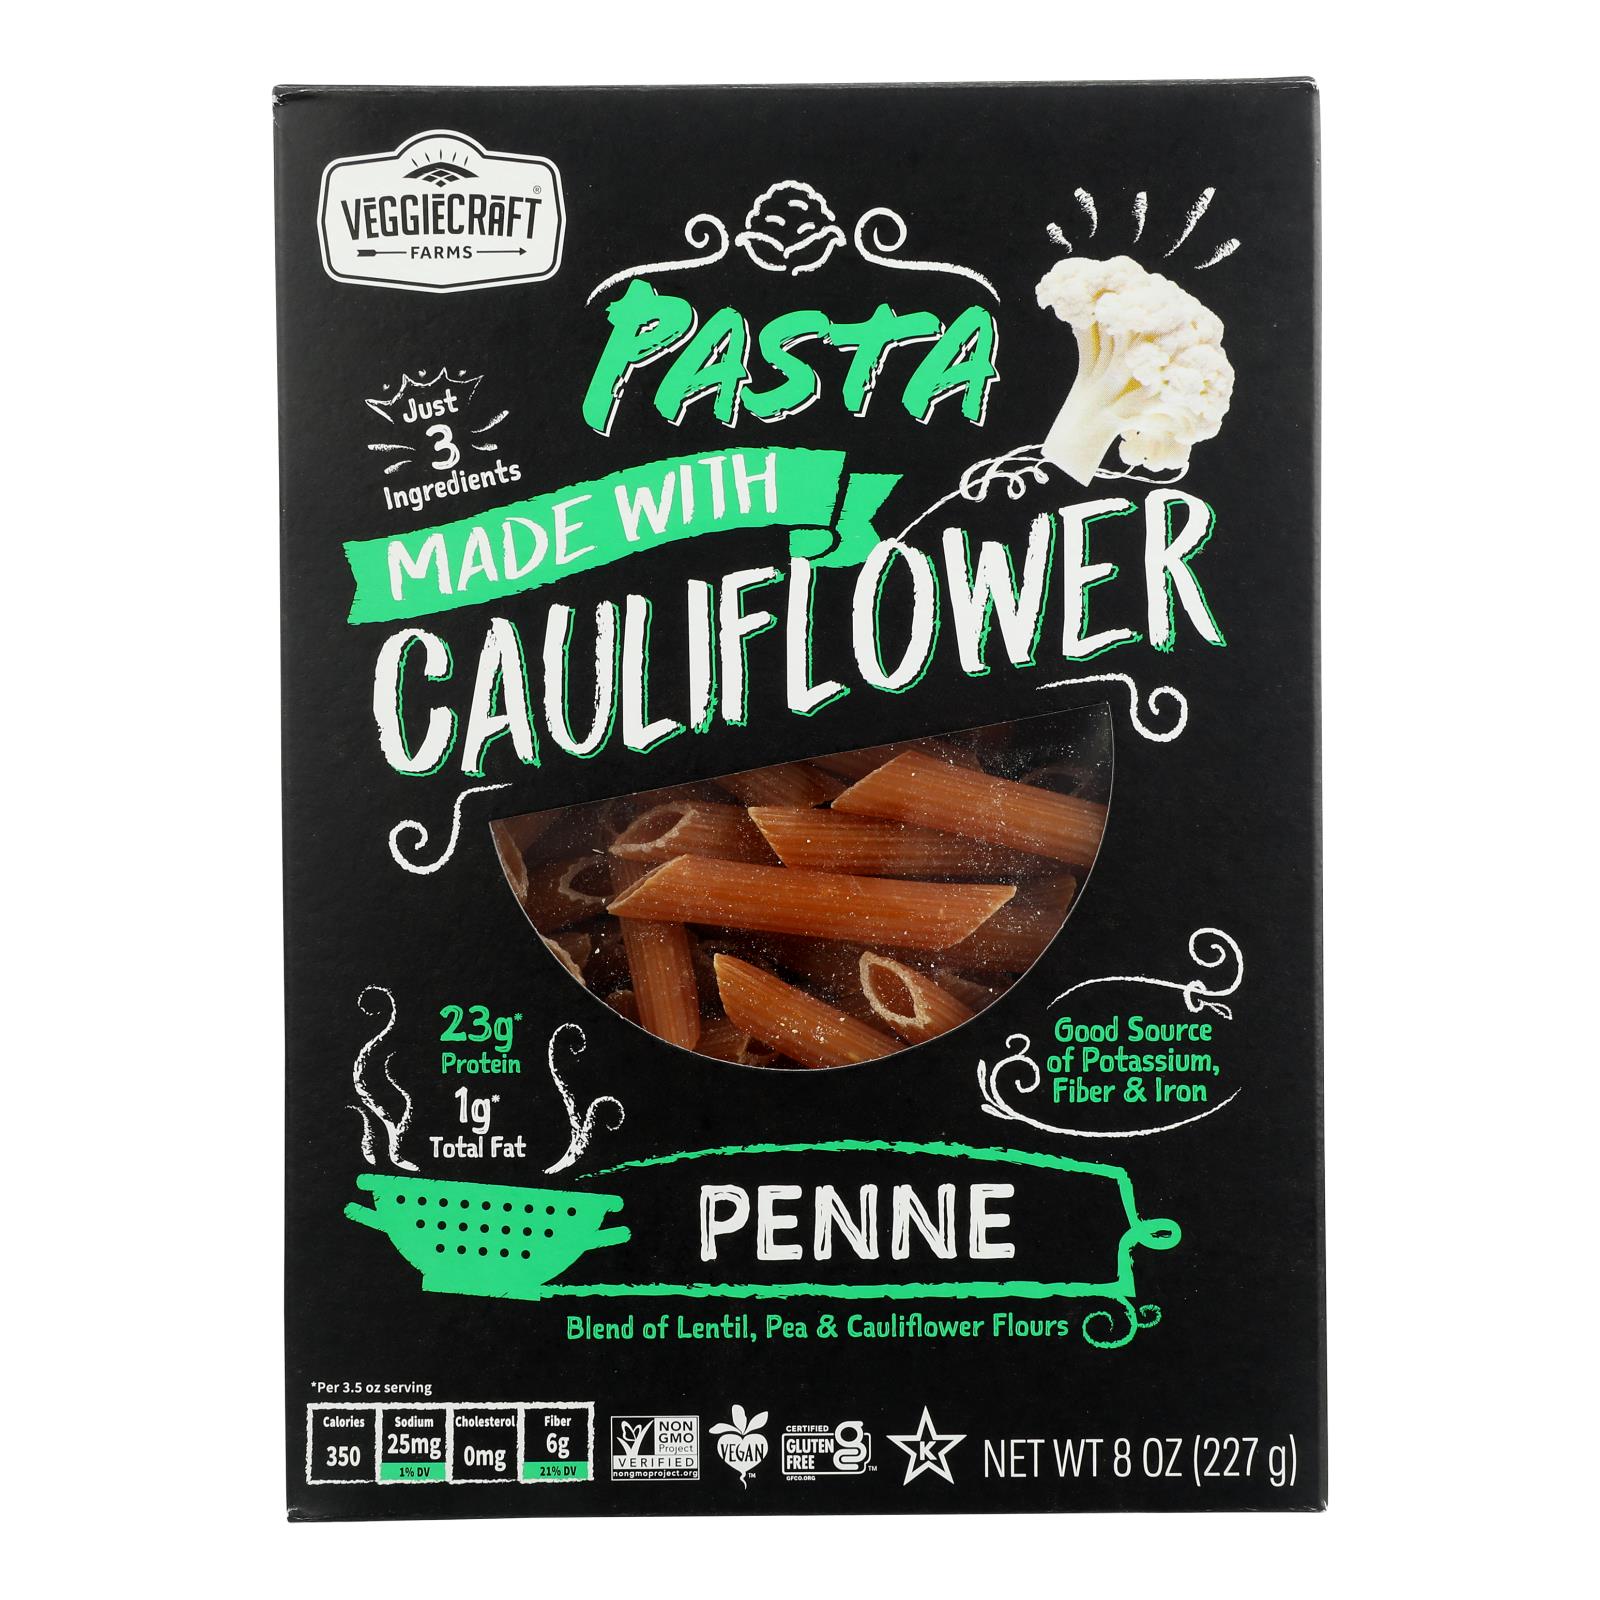 VĒGGIĒCRĀFT®
FARMS
PASTA
Just
3
Ingredients
MADE WITH
CAULIFLOWER
23g*
Protein
1g*
Total Fat
Good Source
of Potassium,
Fiber & Iron
PENNE
Blend of Lentil, Pea & Cauliflower Flours
*Per 3.5 oz serving
Calories
350
Sodium
25mg
1% DV
Cholesterol
0mg
Fiber
6g
21% DV
NON
GMO
Project
VERIFIED
nongmoproject.org
VEGAN
TM
CERTIFIED
GLUTEN
FREE
GFCO.ORG
TM
K
NET WT 8 OZ (227 g)